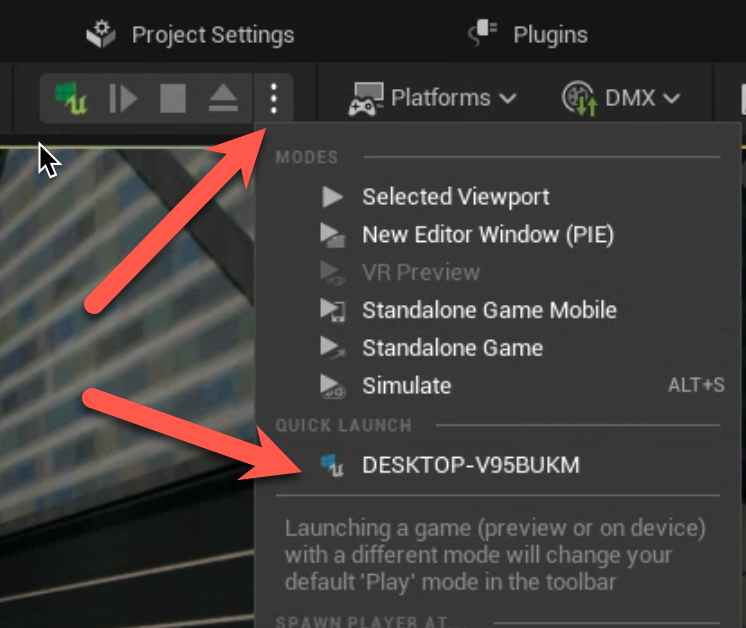 Project Settings
Plugins
Platforms
DMX
MODES
Selected Viewport
New Editor Window (PIE)
VR Preview
Standalone Game Mobile
Standalone Game
Simulate ALT+S
QUICK LAUNCH
DESKTOP-V95BUKM
Launching a game (preview or on device)
with a different mode will change your
default 'Play' mode in the toolbar
SPAWN PLAYER AT...